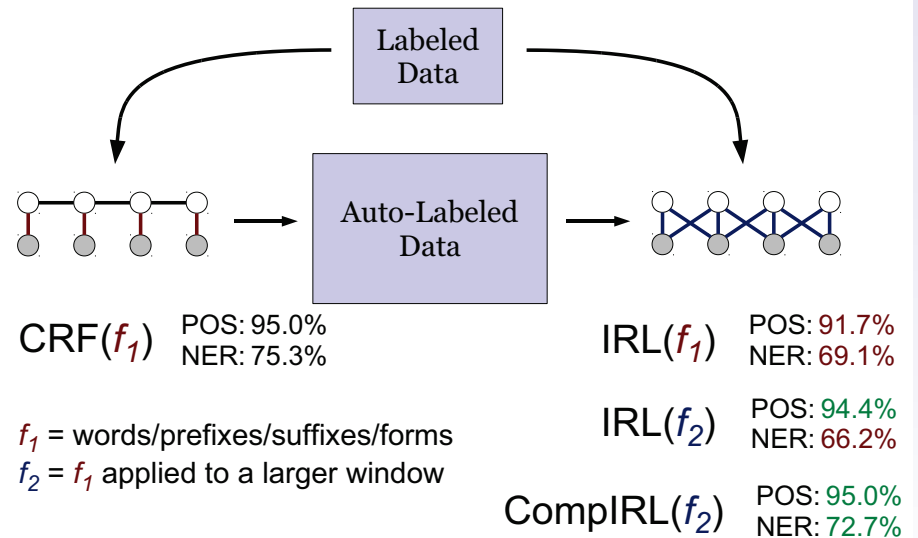 Labeled
Data
Auto-Labeled
Data
CRF(f1) POS: 95.0%
NER: 75.3%
IRL(f1) POS: 91.7%
NER: 69.1%
f1 = words/prefixes/suffixes/forms
f2 = f1 applied to a larger window
IRL(f2) POS: 94.4%
NER: 66.2%
CompIRL(f2) POS: 95.0%
NER: 72.7%